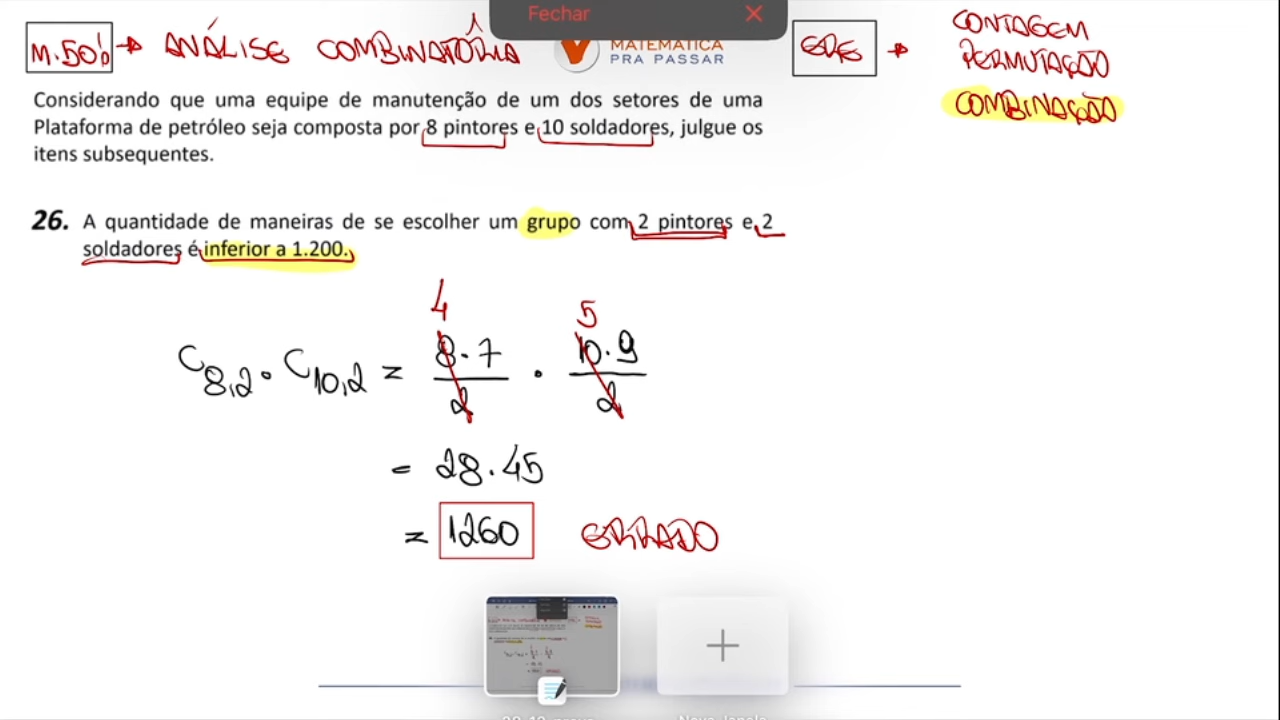 Fechar
M.50'D → ANÁLISE COMBINATÔRIA
MATEMÁTICA
PRA PASSAR
CONTAGEM
PERMUTAÇÃO
COMBINAÇÃO
Considerando que uma equipe de manutenção de um dos setores de uma
Plataforma de petróleo seja composta por 8 pintores e 10 soldadores, julgue os
itens subsequentes.
26. A quantidade de maneiras de se escolher um grupo com 2 pintores e 2
soldadores é inferior a 1.200.
4 5
C8,2 . C10,2 = 8.7/2 . 10.9/2
= 28.45
= 1260 ERRADO
Nova Janela